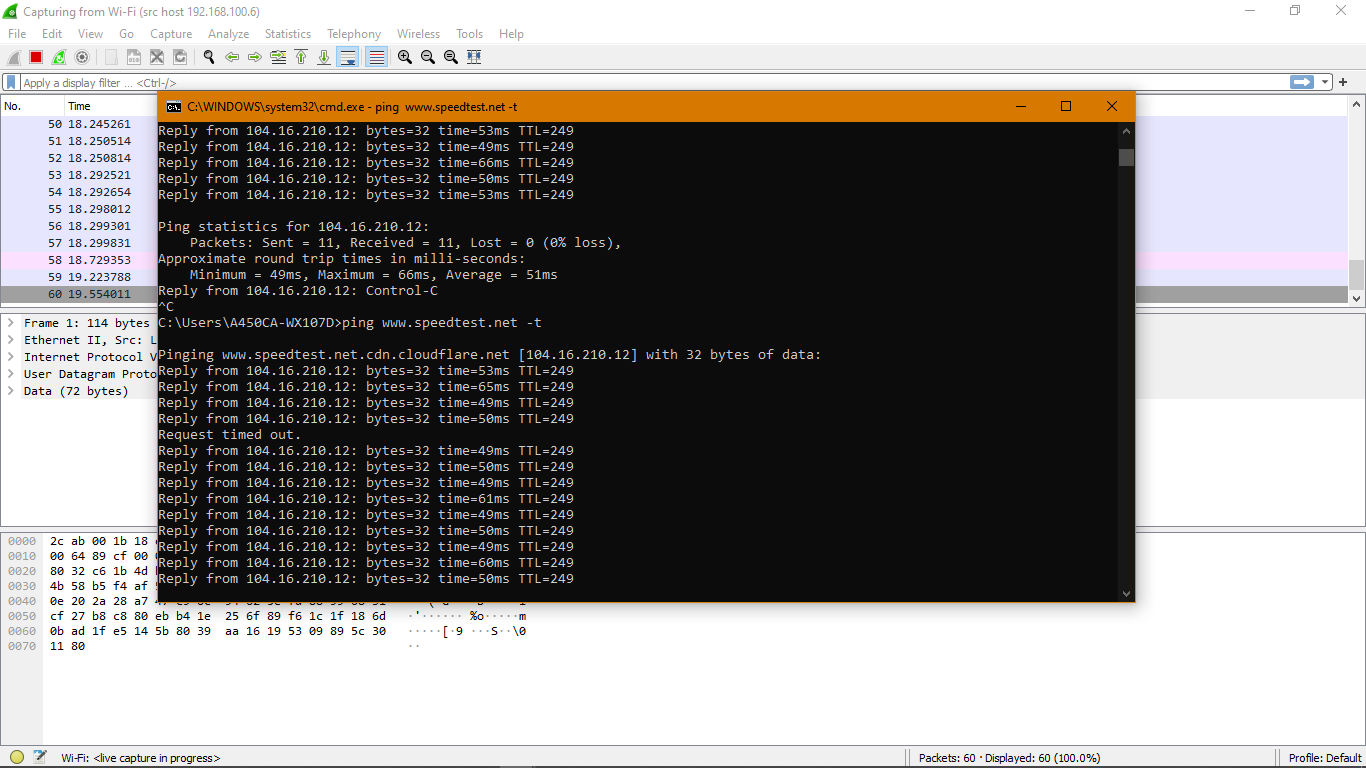 Capturing from Wi-Fi (src host 192.168.100.6)
File Edit View Go Capture Analyze Statistics Telephony Wireless Tools Help
Apply a display filter ... <Ctrl-/>
No. Time
50 18.245261
51 18.250514
52 18.250814
53 18.292521
54 18.292654
55 18.298012
56 18.299301
57 18.299831
58 18.729353
59 19.223788
60 19.554011
Frame 1: 114 bytes
Ethernet II, Src: L
Internet Protocol V
User Datagram Proto
Data (72 bytes)
C:\WINDOWS\system32\cmd.exe - ping www.speedtest.net -t
Reply from 104.16.210.12: bytes=32 time=53ms TTL=249
Reply from 104.16.210.12: bytes=32 time=49ms TTL=249
Reply from 104.16.210.12: bytes=32 time=66ms TTL=249
Reply from 104.16.210.12: bytes=32 time=50ms TTL=249
Reply from 104.16.210.12: bytes=32 time=53ms TTL=249
Ping statistics for 104.16.210.12:
Packets: Sent = 11, Received = 11, Lost = 0 (0% loss),
Approximate round trip times in milli-seconds:
Minimum = 49ms, Maximum = 66ms, Average = 51ms
Reply from 104.16.210.12: Control-C
^C
C:\Users\A450CA-WX107D>ping www.speedtest.net -t
Pinging www.speedtest.net.cdn.cloudflare.net [104.16.210.12] with 32 bytes of data:
Reply from 104.16.210.12: bytes=32 time=53ms TTL=249
Reply from 104.16.210.12: bytes=32 time=65ms TTL=249
Reply from 104.16.210.12: bytes=32 time=49ms TTL=249
Reply from 104.16.210.12: bytes=32 time=50ms TTL=249
Request timed out.
Reply from 104.16.210.12: bytes=32 time=49ms TTL=249
Reply from 104.16.210.12: bytes=32 time=50ms TTL=249
Reply from 104.16.210.12: bytes=32 time=49ms TTL=249
Reply from 104.16.210.12: bytes=32 time=61ms TTL=249
Reply from 104.16.210.12: bytes=32 time=49ms TTL=249
Reply from 104.16.210.12: bytes=32 time=50ms TTL=249
Reply from 104.16.210.12: bytes=32 time=49ms TTL=249
Reply from 104.16.210.12: bytes=32 time=60ms TTL=249
Reply from 104.16.210.12: bytes=32 time=50ms TTL=249
0000 2c ab 00 1b 18
0010 00 64 89 cf 00
0020 80 32 c6 1b 4d
0030 4b 58 b5 f4 af
0040 0e 20 2a 28 a7
0050 cf 27 b8 c8 80 eb b4 1e 25 6f 89 f6 1c 1f 18 6d ·'······ %o·····m
0060 0b ad 1f e5 14 5b 80 39 aa 16 19 53 09 89 5c 30 ·····[·9 ···S··\0
0070 11 80 ··
Wi-Fi: <live capture in progress>
Packets: 60 · Displayed: 60 (100.0%)
Profile: Default